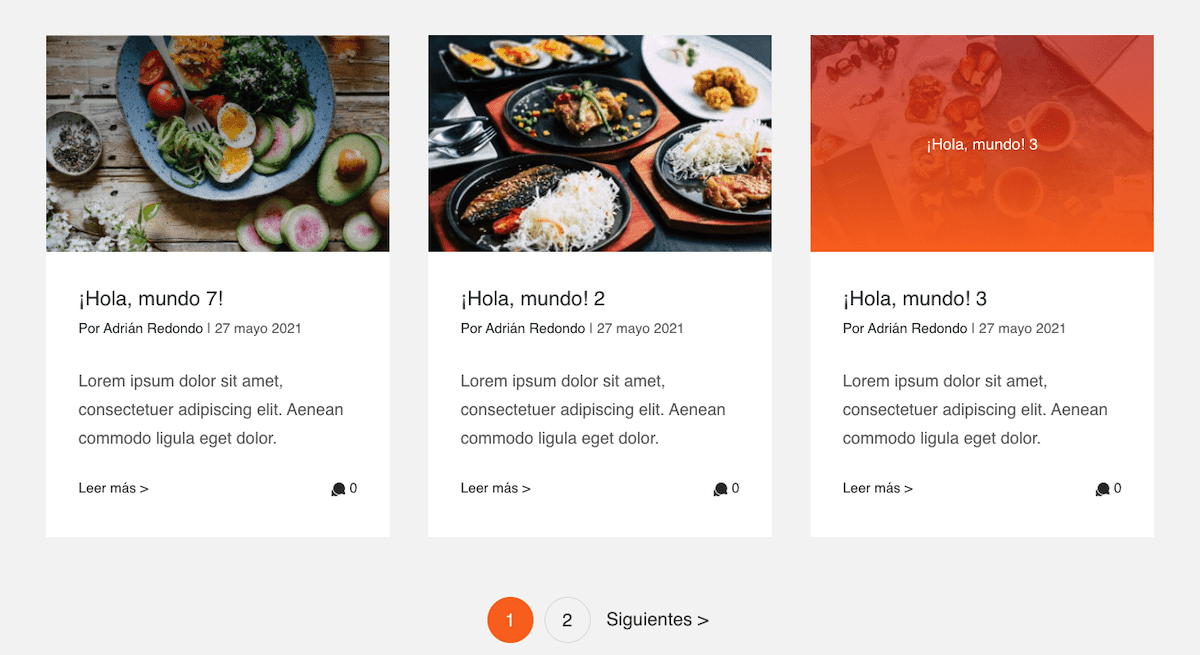 ¡Hola, mundo! 3
¡Hola, mundo 7!
Por Adrián Redondo | 27 mayo 2021
Lorem ipsum dolor sit amet,
consectetuer adipiscing elit. Aenean
commodo ligula eget dolor.
Leer más >
0
¡Hola, mundo! 2
Por Adrián Redondo | 27 mayo 2021
Lorem ipsum dolor sit amet,
consectetuer adipiscing elit. Aenean
commodo ligula eget dolor.
Leer más >
0
¡Hola, mundo! 3
Por Adrián Redondo | 27 mayo 2021
Lorem ipsum dolor sit amet,
consectetuer adipiscing elit. Aenean
commodo ligula eget dolor.
Leer más >
0
1 2 Siguientes >